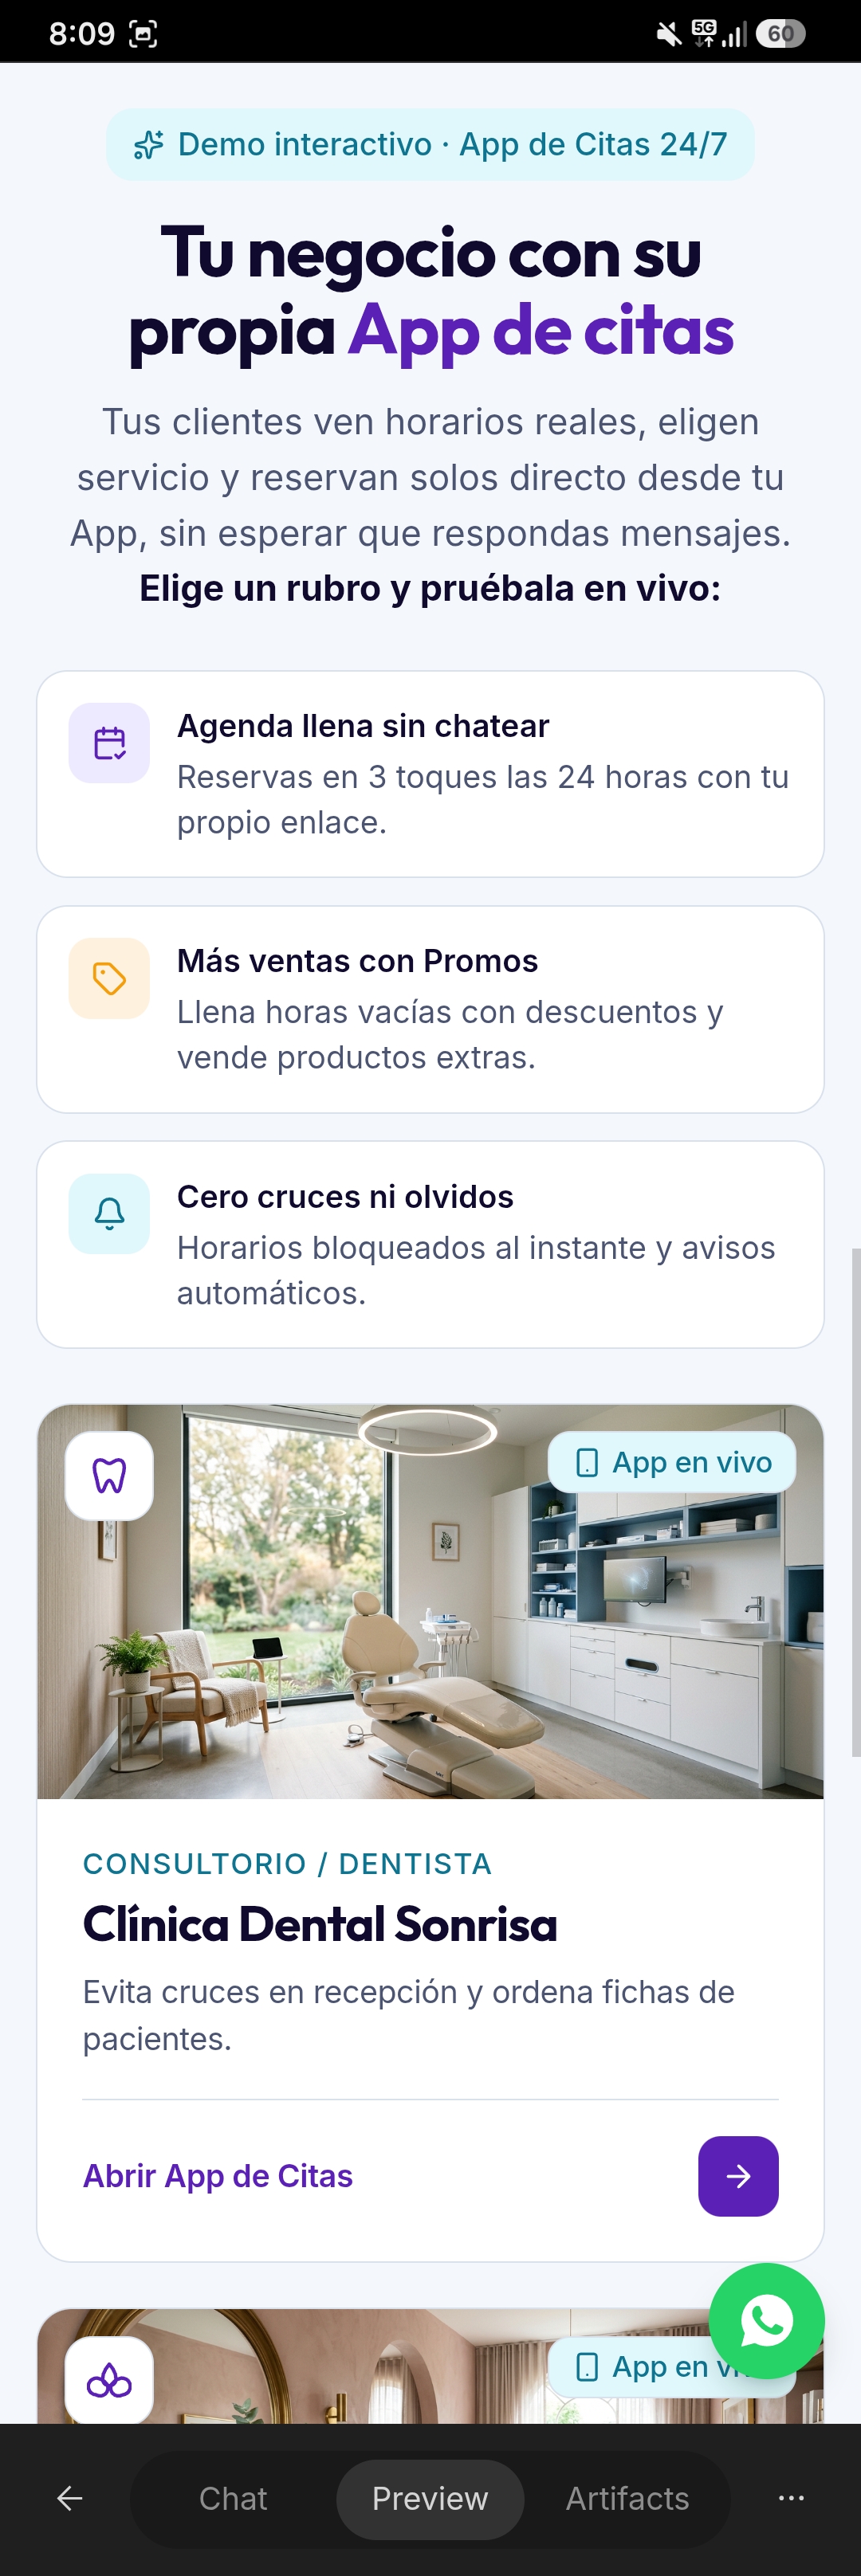 8:09
5G
60
Demo interactivo · App de Citas 24/7
Tu negocio con su
propia App de citas
Tus clientes ven horarios reales, eligen
servicio y reservan solos directo desde tu
App, sin esperar que respondas mensajes.
Elige un rubro y pruébala en vivo:
Agenda llena sin chatear
Reservas en 3 toques las 24 horas con tu
propio enlace.
Más ventas con Promos
Llena horas vacías con descuentos y
vende productos extras.
Cero cruces ni olvidos
Horarios bloqueados al instante y avisos
automáticos.
App en vivo
CONSULTORIO / DENTISTA
Clínica Dental Sonrisa
Evita cruces en recepción y ordena fichas de
pacientes.
Abrir App de Citas
App en
Chat
Preview
Artifacts